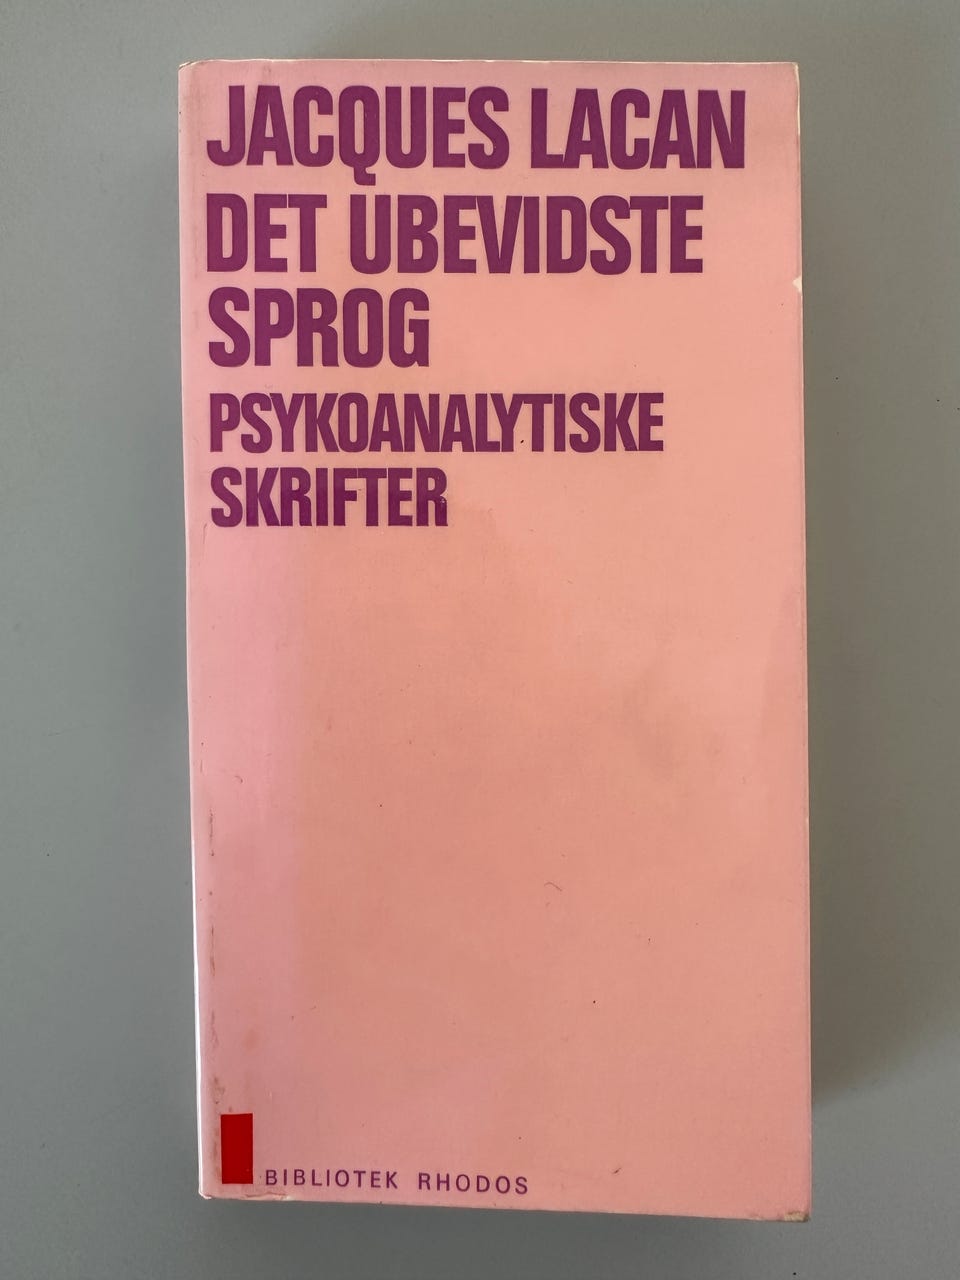 JACQUES LACAN
DET UBEVIDSTE
SPROG
PSYKOANALYTISKE
SKRIFTER
BIBLIOTEK RHODOS